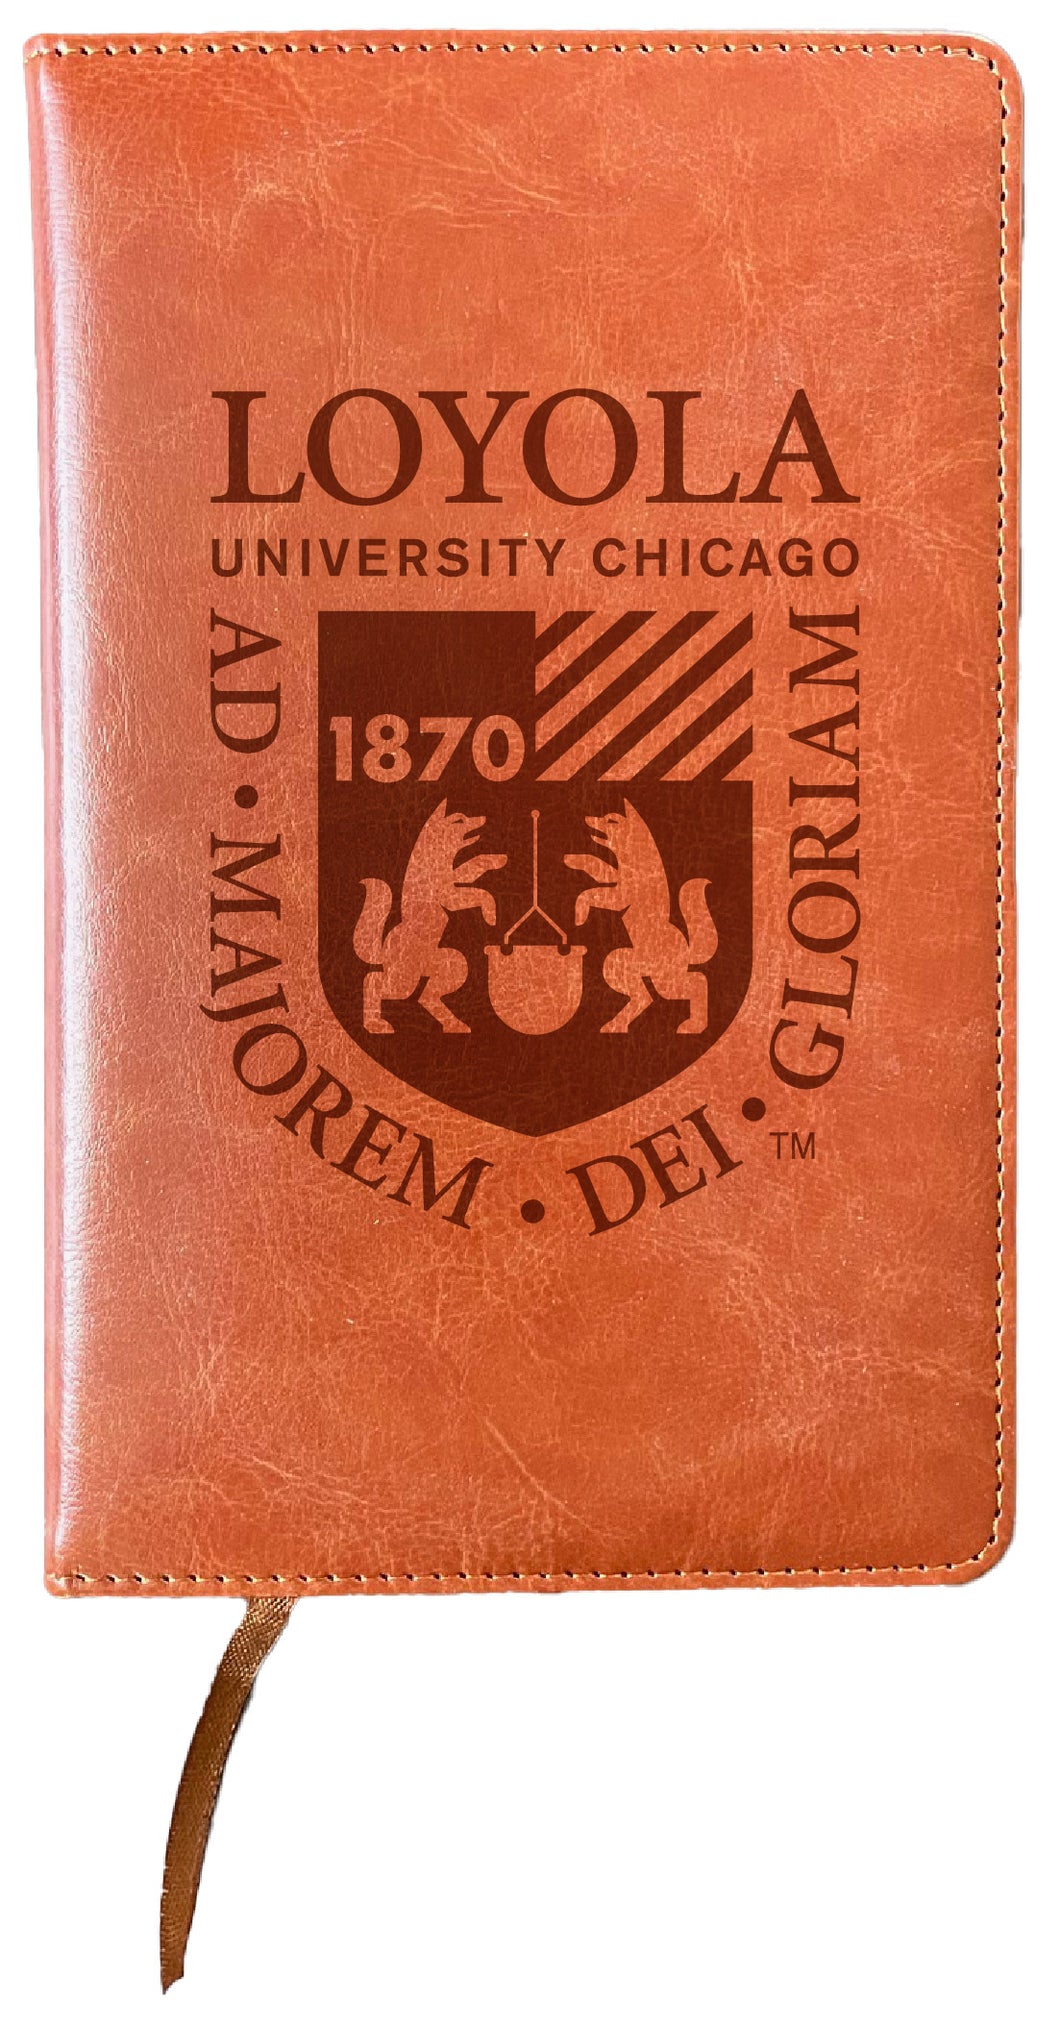 LOYOLA
UNIVERSITY CHICAGO
AD • MAJOREM • DEI • GLORIAM
1870
TM